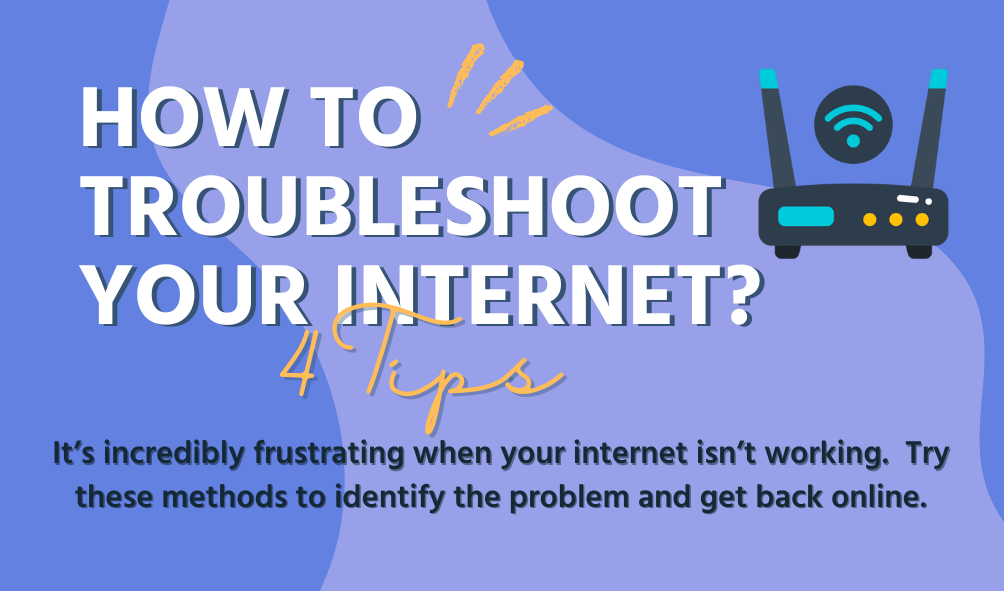 HOW TO
TROUBLESHOOT
YOUR INTERNET?
4 Tips
It's incredibly frustrating when your internet isn't working.  Try
these methods to identify the problem and get back online.